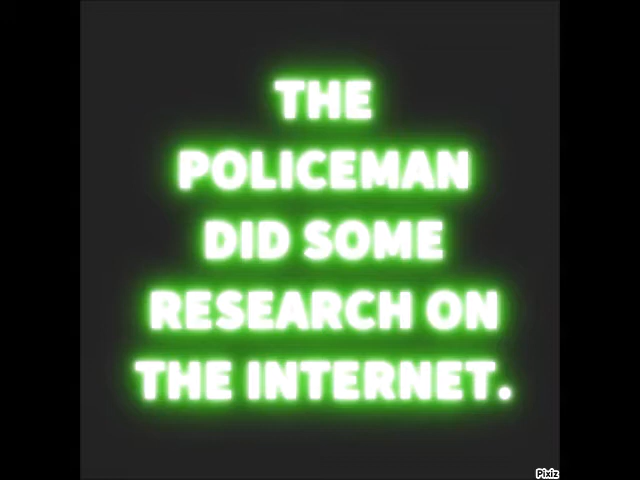 THE
POLICEMAN
DID SOME
RESEARCH ON
THE INTERNET.
Pixiz